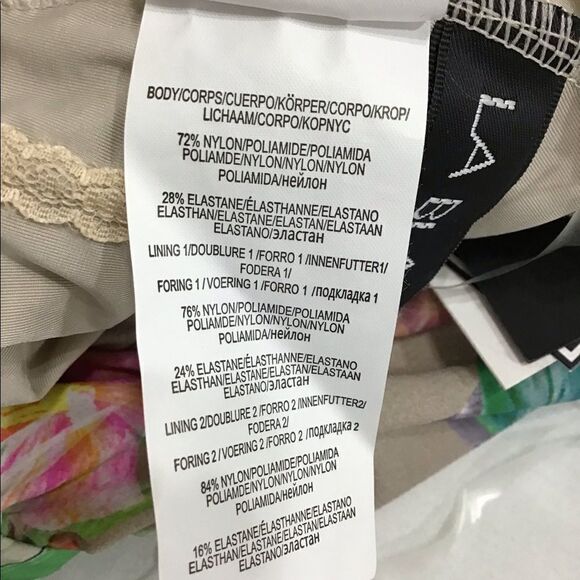 BODY/CORPS/CUERPO/KÖRPER/CORPO/KROP/
LICHAAM/CORPO/КОРПУС
72% NYLON/POLIAMIDE/POLIAMIDA
POLIAMDE/NYLON/NYLON/NYLON
POLIAMIDA/нейлон
28% ELASTANE/ÉLASTHANNE/ELASTANO
ELASTHAN/ELASTANE/ELASTAN/ELASTAAN
ELASTANO/эластан
LINING 1/DOUBLURE 1 /FORRO 1 /INNENFUTTER1/
FODERA 1/
FORING 1 / VOERING 1 /FORRO 1 /подкладка 1
76% NYLON/POLIAMIDE/POLIAMIDA
POLIAMDE/NYLON/NYLON/NYLON
POLIAMIDA/нейлон
24% ELASTANE/ÉLASTHANNE/ELASTANO
ELASTHAN/ELASTANE/ELASTAN/ELASTAAN
ELASTANO/эластан
LINING 2/DOUBLURE 2 /FORRO 2 /INNENFUTTER2/
FODERA 2/
FORING 2 / VOERING 2 /FORRO 2 /подкладка 2
84% NYLON/POLIAMIDE/POLIAMIDA
POLIAMDE/NYLON/NYLON/NYLON
POLIAMIDA/нейлон
16% ELASTANE/ÉLASTHANNE/ELASTANO
ELASTHAN/ELASTANE/ELASTAN/ELASTAAN
ELASTANO/эластан
LA